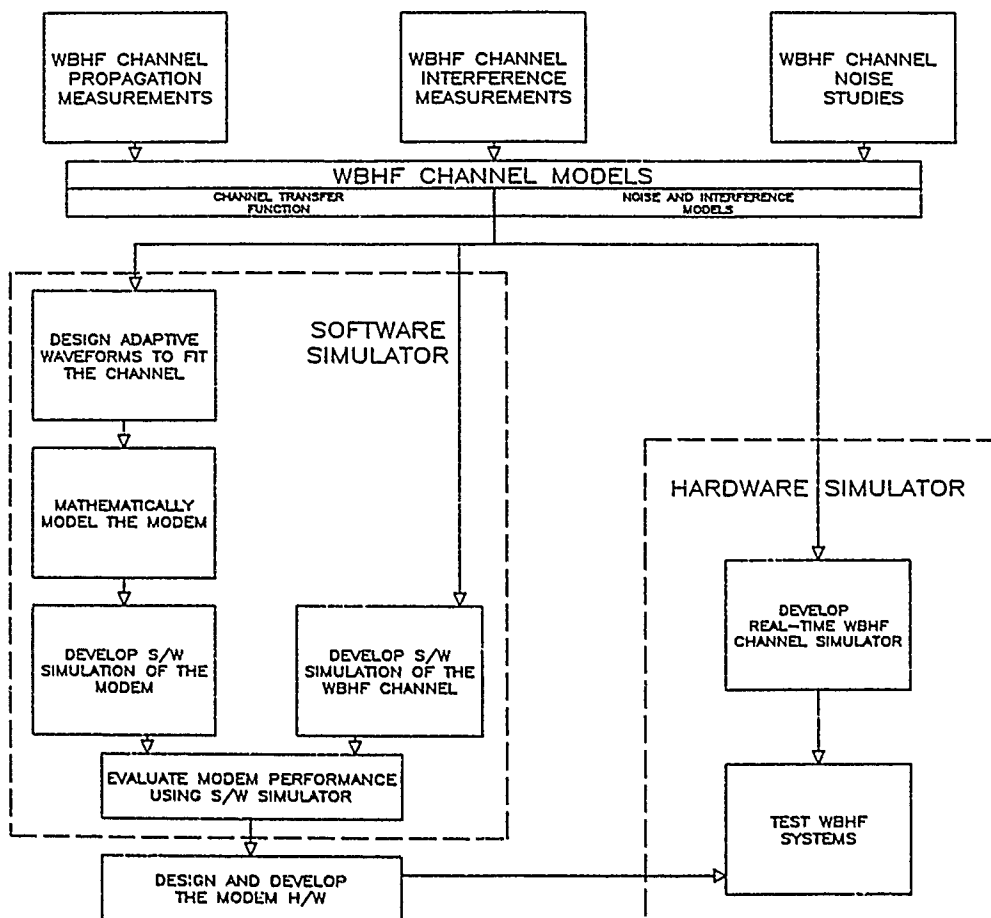 WBHF CHANNEL
PROPAGATION
MEASUREMENTS
WBHF CHANNEL
INTERFERENCE
MEASUREMENTS
WBHF CHANNEL
NOISE
STUDIES
WBHF CHANNEL MODELS
CHANNEL TRANSFER
FUNCTION
NOISE AND INTERFERENCE
MODELS
SOFTWARE
SIMULATOR
DESIGN ADAPTIVE
WAVEFORMS TO FIT
THE CHANNEL
MATHEMATICALLY
MODEL THE MODEM
DEVELOP S/W
SIMULATION OF THE
MODEM
DEVELOP S/W
SIMULATION OF THE
WBHF CHANNEL
EVALUATE MODEM PERFORMANCE
USING S/W SIMULATOR
DESIGN AND DEVELOP
THE MODEM H/W
HARDWARE SIMULATOR
DEVELOP
REAL-TIME WBHF
CHANNEL SIMULATOR
TEST WBHF
SYSTEMS